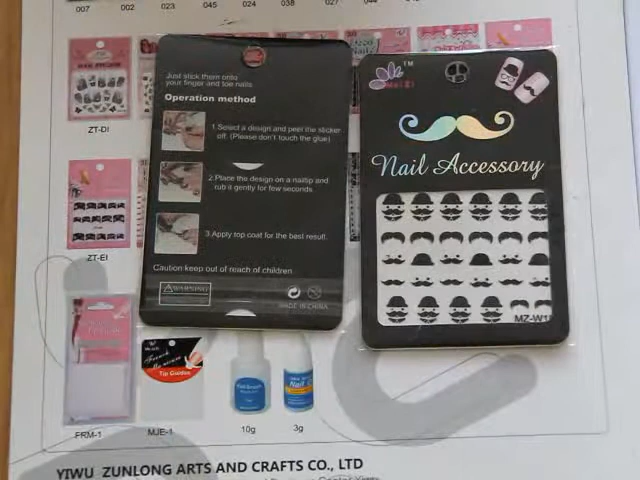 007 002 023 045 024 038 027
ZT-DI
ZT-EI
Just stick them onto
your finger and toe nails
Operation method
1.Select a design and peel the sticker
off. (Please don't touch the glue)
2.Place the design on a nailtip and
rub it gently for few seconds.
3.Apply top coat for the best result.
Caution keep out of reach of children
WARNING!
MADE IN CHINA
TM
Nail Accessory
MZ-W1
Tip Guides
FRM-1
MJE-1
10g
3g
YIWU ZUNLONG ARTS AND CRAFTS CO., LTD